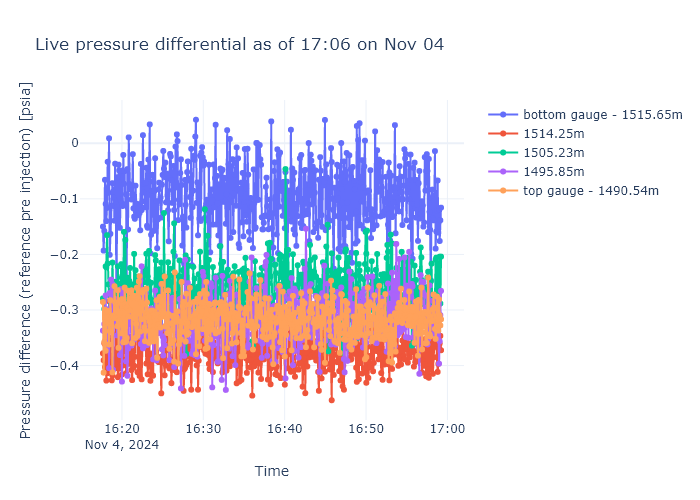 Live pressure differential as of 17:06 on Nov 04
Pressure difference (reference pre injection) [psia]
0
−0.1
−0.2
−0.3
−0.4
16:20
Nov 4, 2024
16:30
16:40
16:50
17:00
Time
bottom gauge - 1515.65m
1514.25m
1505.23m
1495.85m
top gauge - 1490.54m